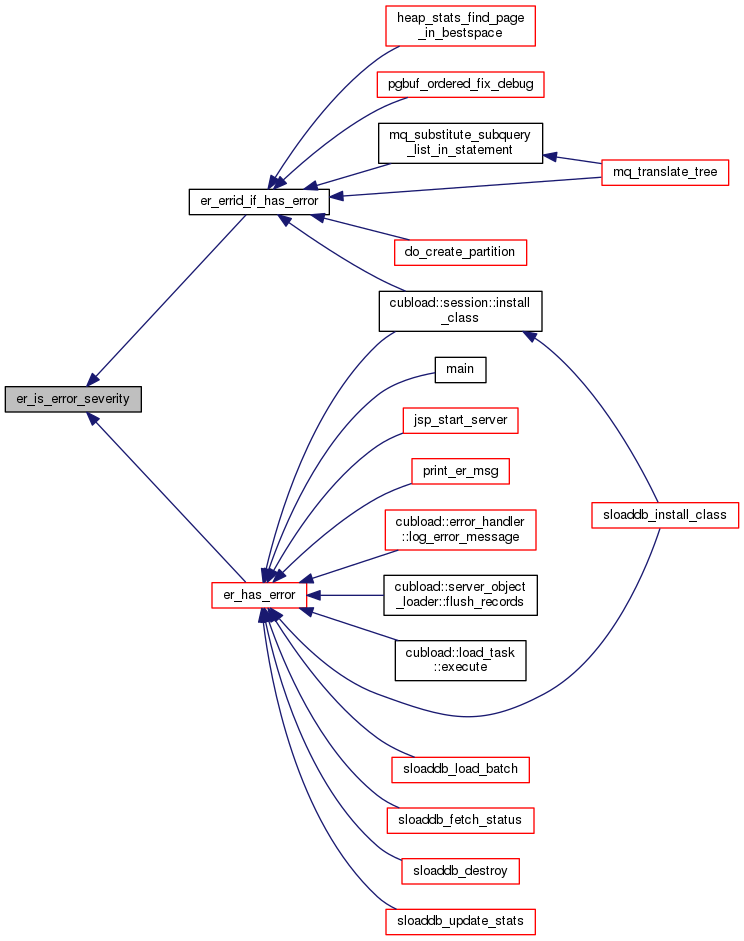 heap_stats_find_page
_in_bestspace
pgbuf_ordered_fix_debug
mq_substitute_subquery
_list_in_statement
mq_translate_tree
er_errid_if_has_error
do_create_partition
cubload::session::install
_class
main
er_is_error_severity
jsp_start_server
print_er_msg
cubload::error_handler
::log_error_message
sloaddb_install_class
cubload::server_object
_loader::flush_records
er_has_error
cubload::load_task
::execute
sloaddb_load_batch
sloaddb_fetch_status
sloaddb_destroy
sloaddb_update_stats